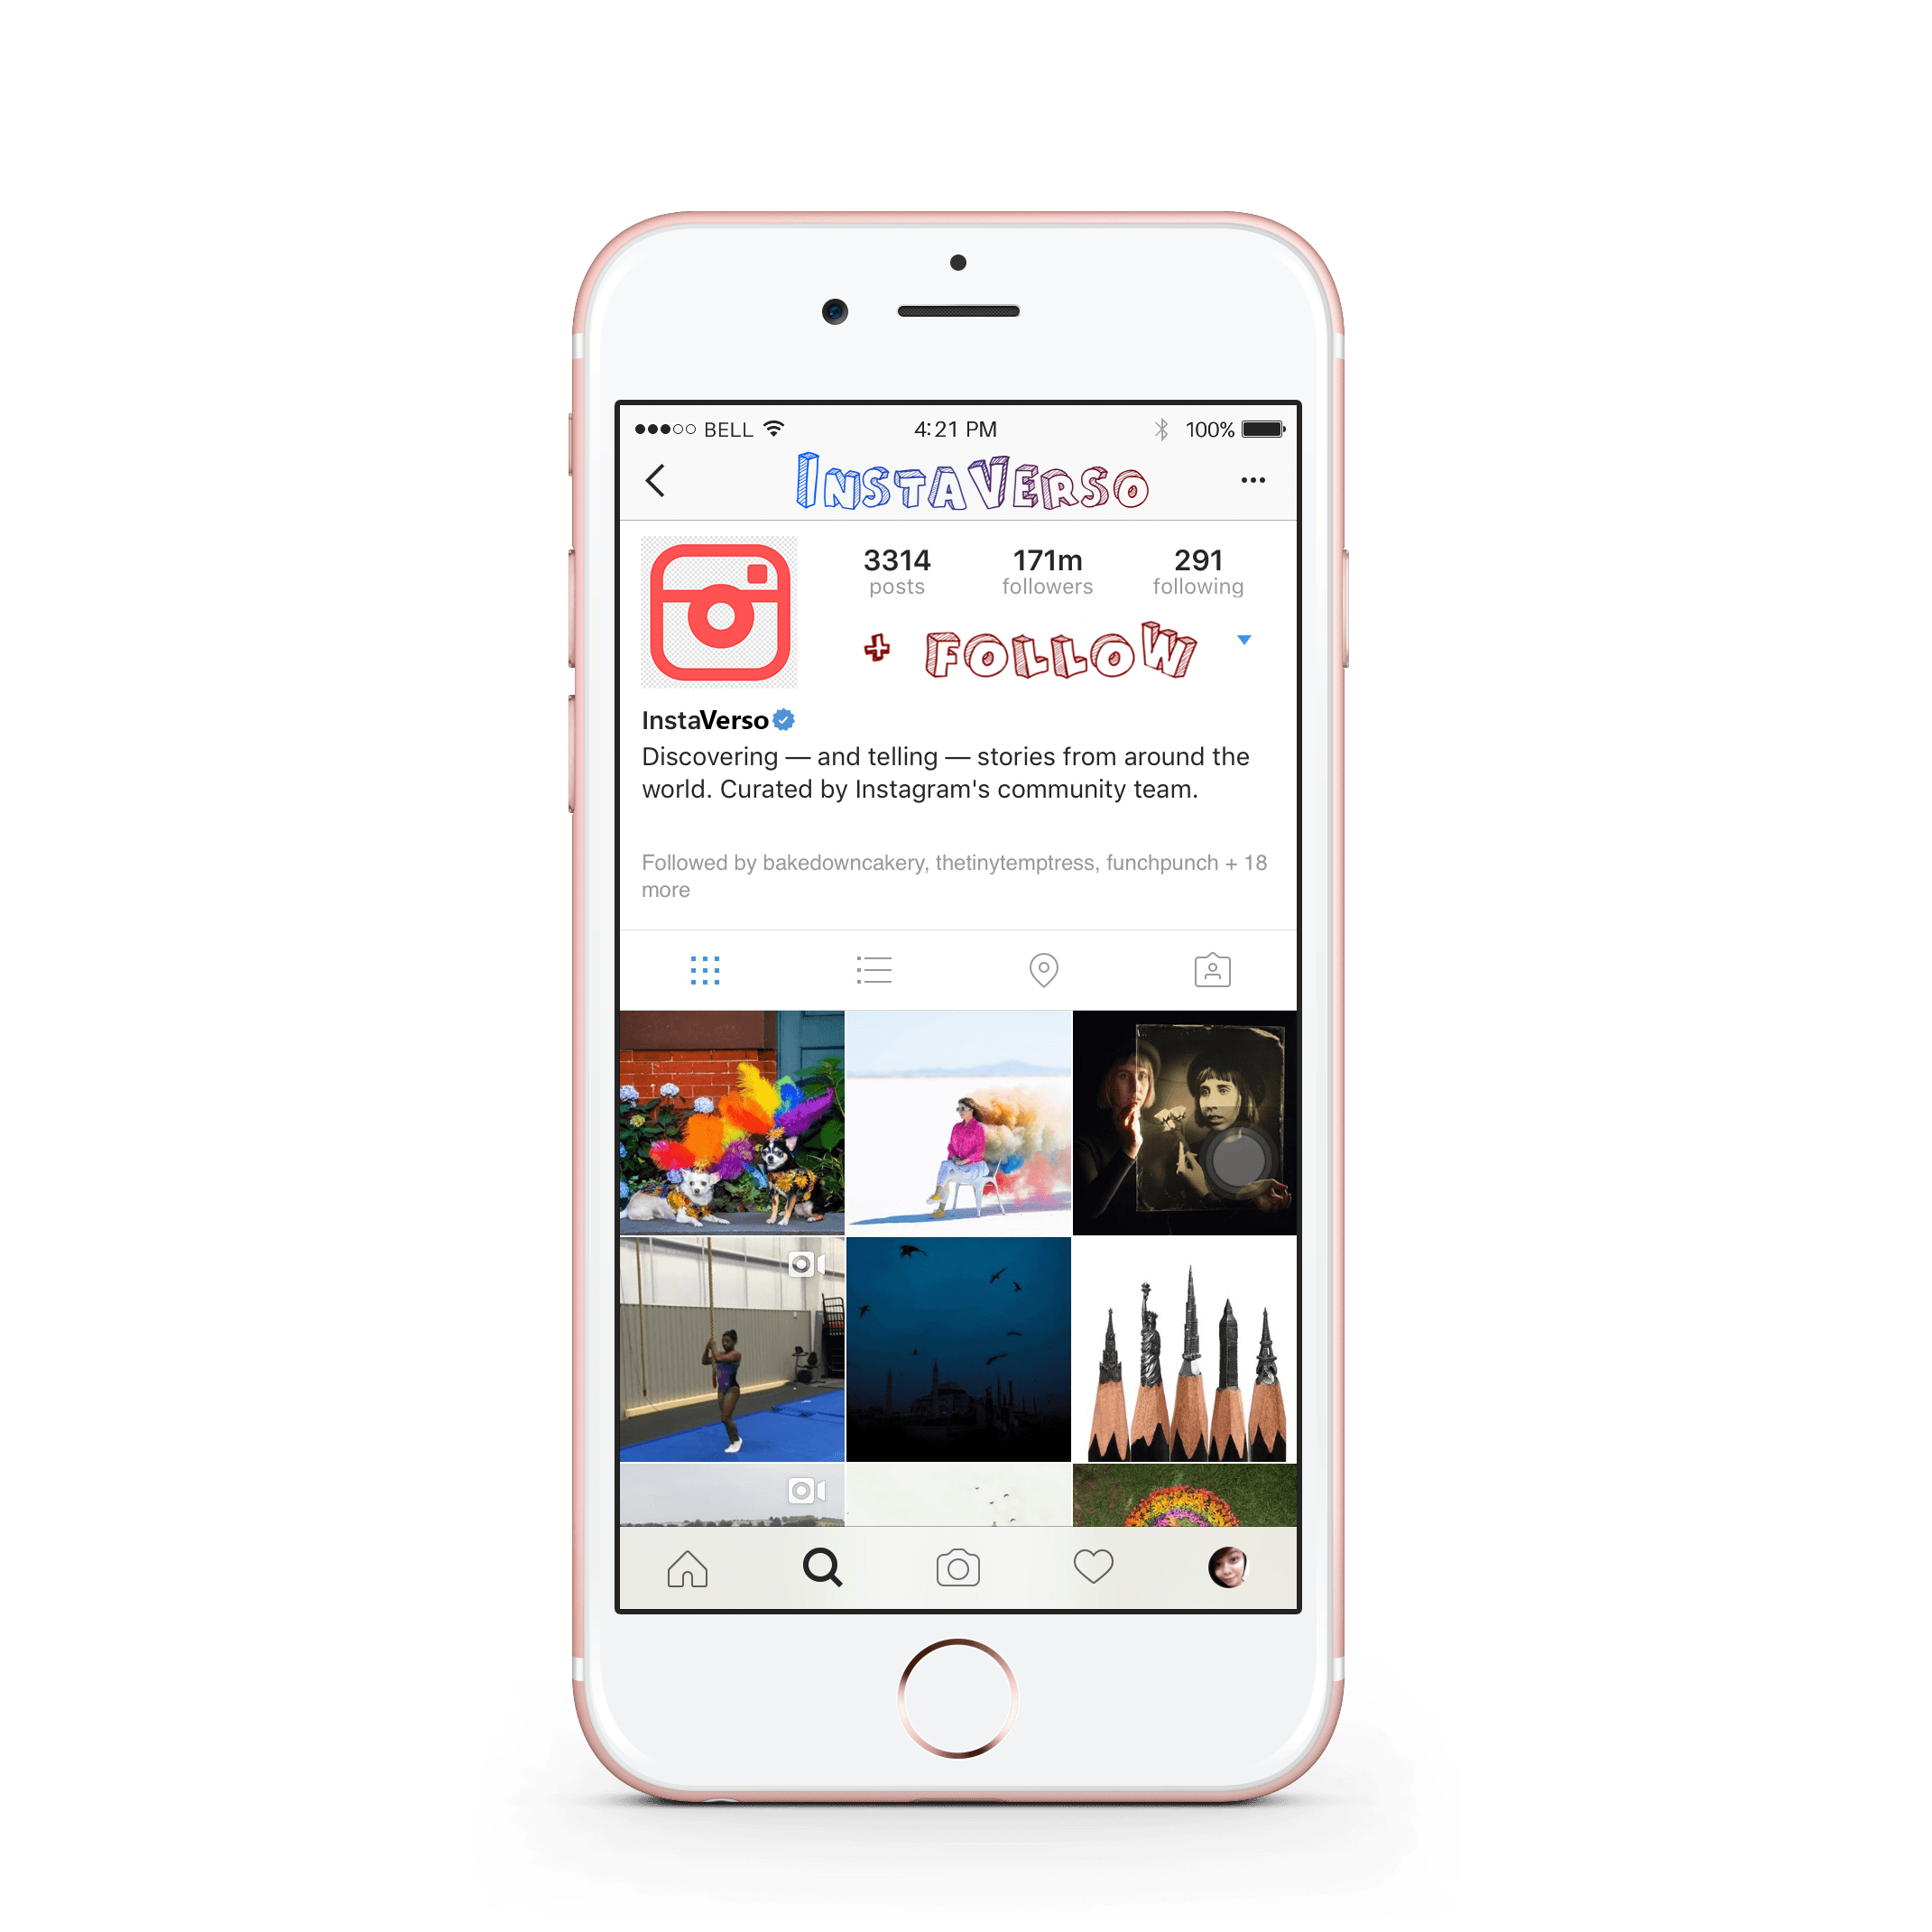 BELL 4:21 PM 100%
InstaVerso
3314 171m 291
posts followers following
+ FOLLOW
InstaVerso
Discovering — and telling — stories from around the
world. Curated by Instagram's community team.
Followed by bakedowncakery, thetinytemptress, funchpunch + 18
more